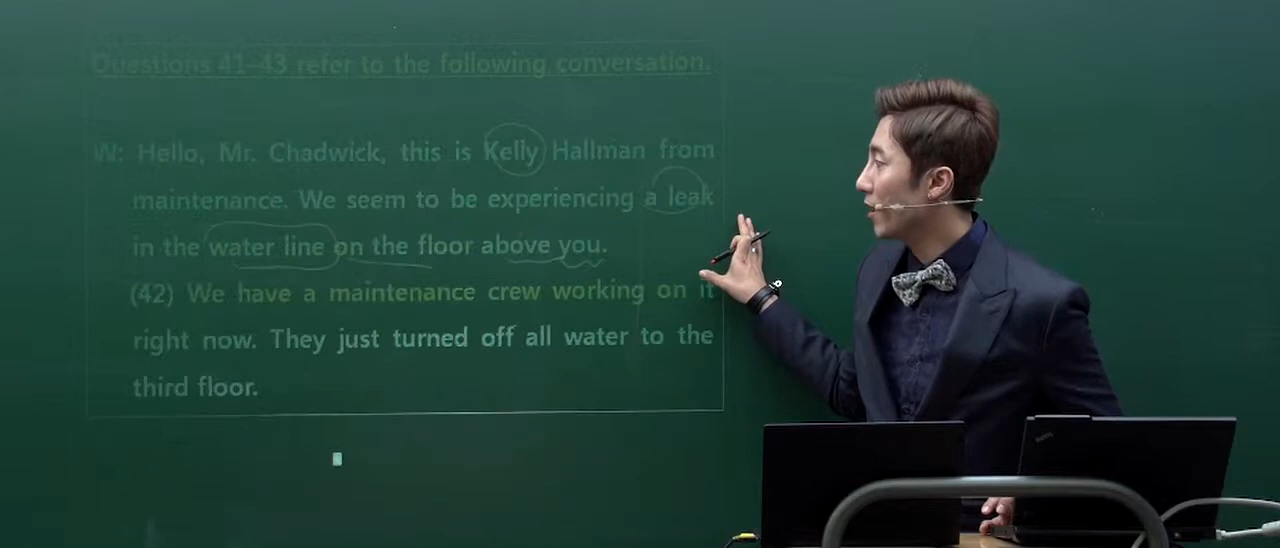 Questions 41-43 refer to the following conversation.
W: Hello, Mr. Chadwick, this is Kelly Hallman from
maintenance. We seem to be experiencing a leak
in the water line on the floor above you.
(42) We have a maintenance crew working on it
right now. They just turned off all water to the
third floor.